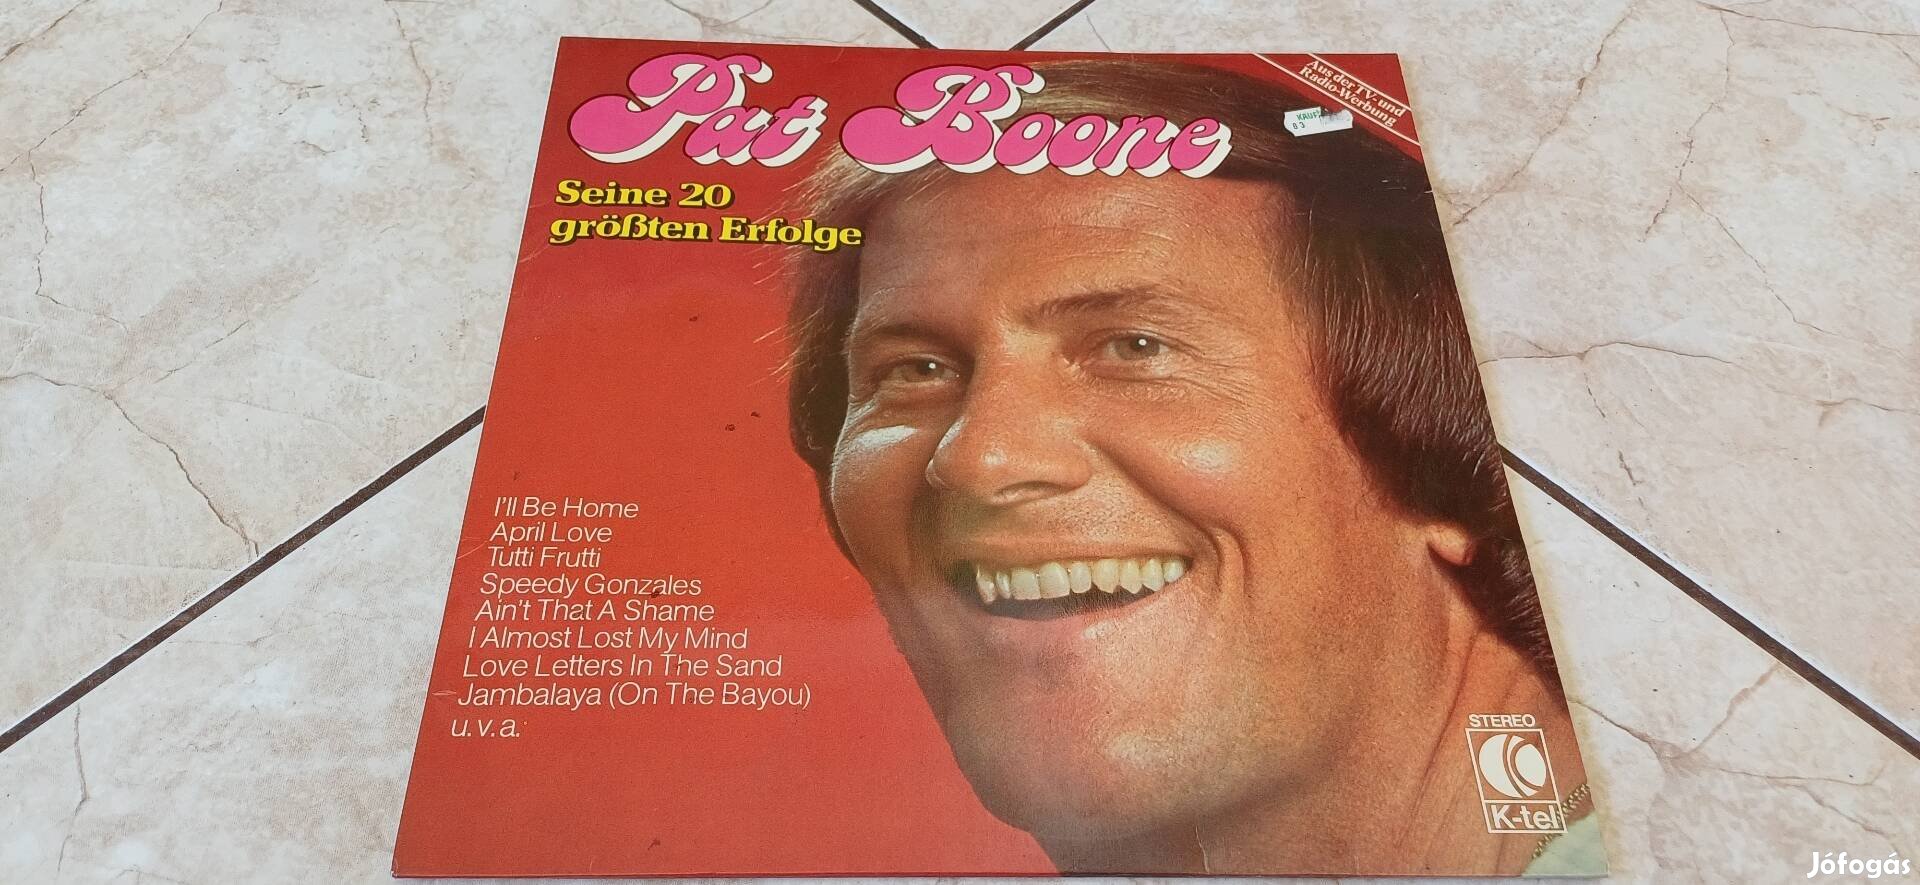 Pat Boone
Aus der TV- und
Radio-Werbung
KAUF
83
Seine 20
größten Erfolge
I'll Be Home
April Love
Tutti Frutti
Speedy Gonzales
Ain't That A Shame
I Almost Lost My Mind
Love Letters In The Sand
Jambalaya (On The Bayou)
u.v.a.
STEREO
K-tel
Jófogás